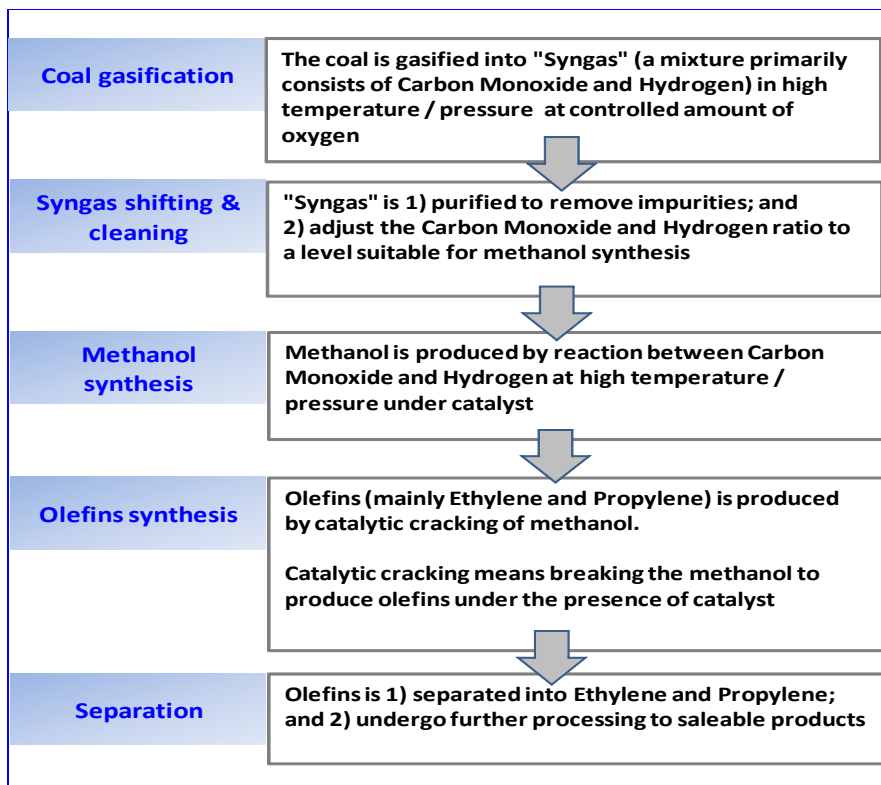 Coal gasification
The coal is gasified into "Syngas" (a mixture primarily
consists of Carbon Monoxide and Hydrogen) in high
temperature / pressure at controlled amount of
oxygen
Syngas shifting &
cleaning
"Syngas" is 1) purified to remove impurities; and
2) adjust the Carbon Monoxide and Hydrogen ratio to
a level suitable for methanol synthesis
Methanol
synthesis
Methanol is produced by reaction between Carbon
Monoxide and Hydrogen at high temperature /
pressure under catalyst
Olefins synthesis
Olefins (mainly Ethylene and Propylene) is produced
by catalytic cracking of methanol.
Catalytic cracking means breaking the methanol to
produce olefins under the presence of catalyst
Separation
Olefins is 1) separated into Ethylene and Propylene;
and 2) undergo further processing to saleable products